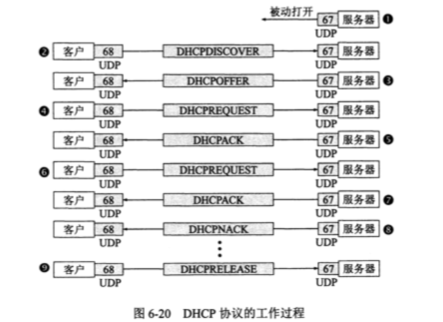 被动打开
67 服务器 ❶
UDP
❷ 客户 68 DHCPDISCOVER 67 服务器
UDP UDP
客户 68 DHCPOFFER 67 服务器 ❸
UDP UDP
❹ 客户 68 DHCPREQUEST 67 服务器
UDP UDP
客户 68 DHCPACK 67 服务器 ❺
UDP UDP
❻ 客户 68 DHCPREQUEST 67 服务器
UDP UDP
客户 68 DHCPACK 67 服务器 ❼
UDP UDP
客户 68 DHCPNACK 67 服务器 ❽
UDP UDP
❾ 客户 68 DHCPRELEASE 67 服务器
UDP UDP
图 6-20 DHCP 协议的工作过程